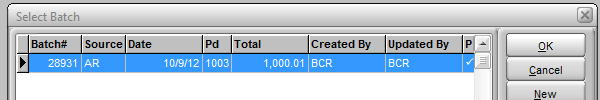 Select Batch
Batch# Source Date Pd Total Created By Updated By P
28931 AR 10/9/12 1003 1,000.01 BCR BCR
OK
Cancel
New